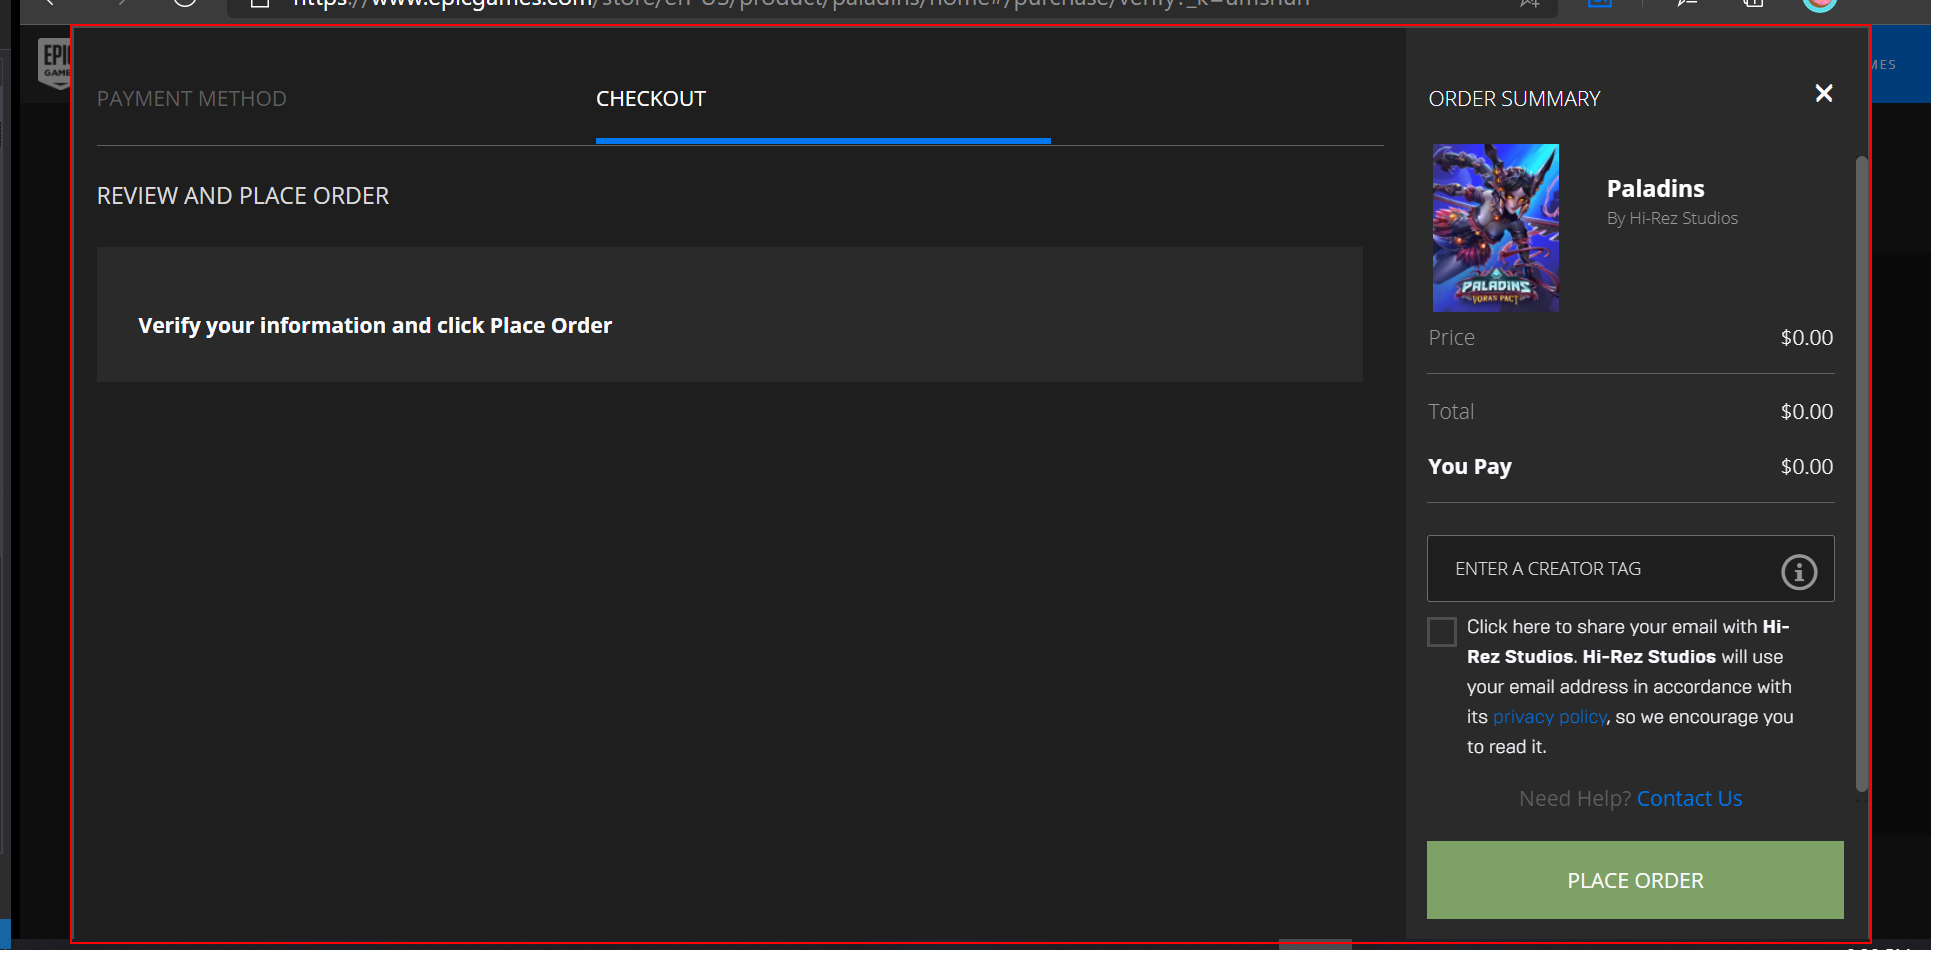 https://www.epicgames.com/store/en-US/product/paladins/home#/purchase/verify?_k=
EPIC
GAMES
MES
PAYMENT METHOD
CHECKOUT
ORDER SUMMARY
REVIEW AND PLACE ORDER
Verify your information and click Place Order
Paladins
By Hi-Rez Studios
PALADINS
VORA'S PACT
Price
$0.00
Total
$0.00
You Pay
$0.00
ENTER A CREATOR TAG
Click here to share your email with Hi-
Rez Studios. Hi-Rez Studios will use
your email address in accordance with
its privacy policy, so we encourage you
to read it.
Need Help? Contact Us
PLACE ORDER